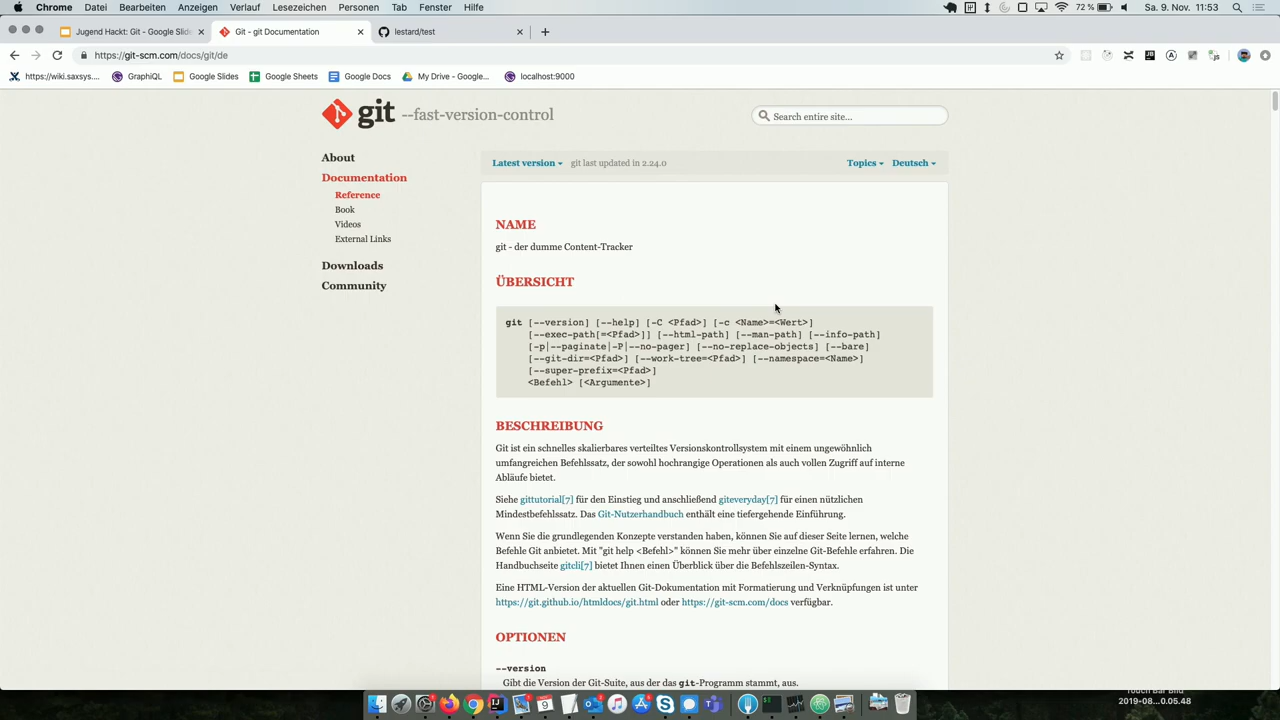 Chrome Datei Bearbeiten Anzeigen Verlauf Lesezeichen Personen Tab Fenster Hilfe 72 % Sa. 9. Nov. 11:53
Jugend Hackt: Git - Google Slide × Git - git Documentation × lestard/test × +
https://git-scm.com/docs/git/de
https://wiki.saxsys.... GraphiQL Google Slides Google Sheets Google Docs My Drive - Google... localhost:9000
git --fast-version-control
Search entire site...
About
Documentation
Reference
Book
Videos
External Links
Downloads
Community
Latest version git last updated in 2.24.0 Topics Deutsch
NAME
git - der dumme Content-Tracker
ÜBERSICHT
git [--version] [--help] [-C <Pfad>] [-c <Name>=<Wert>]
[--exec-path[=<Pfad>]] [--html-path] [--man-path] [--info-path]
[-p|--paginate|-P|--no-pager] [--no-replace-objects] [--bare]
[--git-dir=<Pfad>] [--work-tree=<Pfad>] [--namespace=<Name>]
[--super-prefix=<Pfad>]
<Befehl> [<Argumente>]
BESCHREIBUNG
Git ist ein schnelles skalierbares verteiltes Versionskontrollsystem mit einem ungewöhnlich
umfangreichen Befehlssatz, der sowohl hochrangige Operationen als auch vollen Zugriff auf interne
Abläufe bietet.
Siehe gittutorial[7] für den Einstieg und anschließend giteveryday[7] für einen nützlichen
Mindestbefehlssatz. Das Git-Nutzerhandbuch enthält eine tiefergehende Einführung.
Wenn Sie die grundlegenden Konzepte verstanden haben, können Sie auf dieser Seite lernen, welche
Befehle Git anbietet. Mit "git help <Befehl>" können Sie mehr über einzelne Git-Befehle erfahren. Die
Handbuchseite gitcli[7] bietet Ihnen einen Überblick über die Befehlszeilen-Syntax.
Eine HTML-Version der aktuellen Git-Dokumentation mit Formatierung und Verknüpfungen ist unter
https://git.github.io/htmldocs/git.html oder https://git-scm.com/docs verfügbar.
OPTIONEN
--version
Gibt die Version der Git-Suite, aus der das git-Programm stammt, aus.
Touch Bar Bild
2019-08...0.05.48